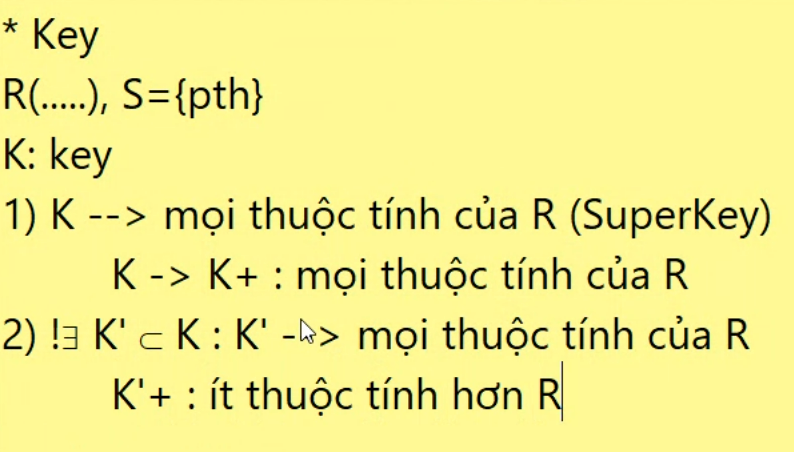 * Key
R(.....), S={pth}
K: key
1) K --> mọi thuộc tính của R (SuperKey)
K -> K+ : mọi thuộc tính của R
2) !∃ K' ⊂ K : K' --> mọi thuộc tính của R
K'+ : ít thuộc tính hơn R